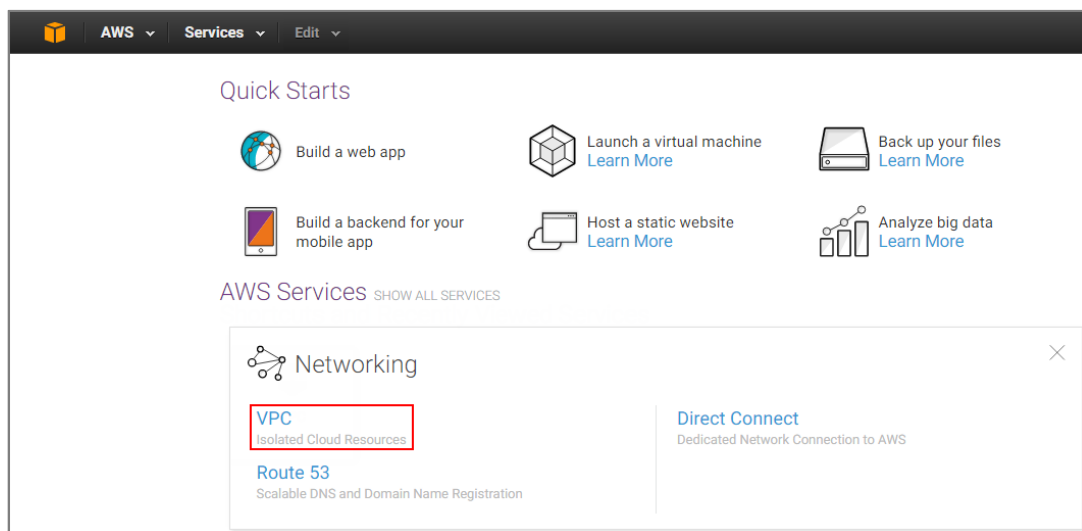 AWS Services Edit
Quick Starts
Build a web app
Launch a virtual machine
Learn More
Back up your files
Learn More
Build a backend for your
mobile app
Host a static website
Learn More
Analyze big data
Learn More
AWS Services SHOW ALL SERVICES
Networking
VPC
Isolated Cloud Resources
Direct Connect
Dedicated Network Connection to AWS
Route 53
Scalable DNS and Domain Name Registration